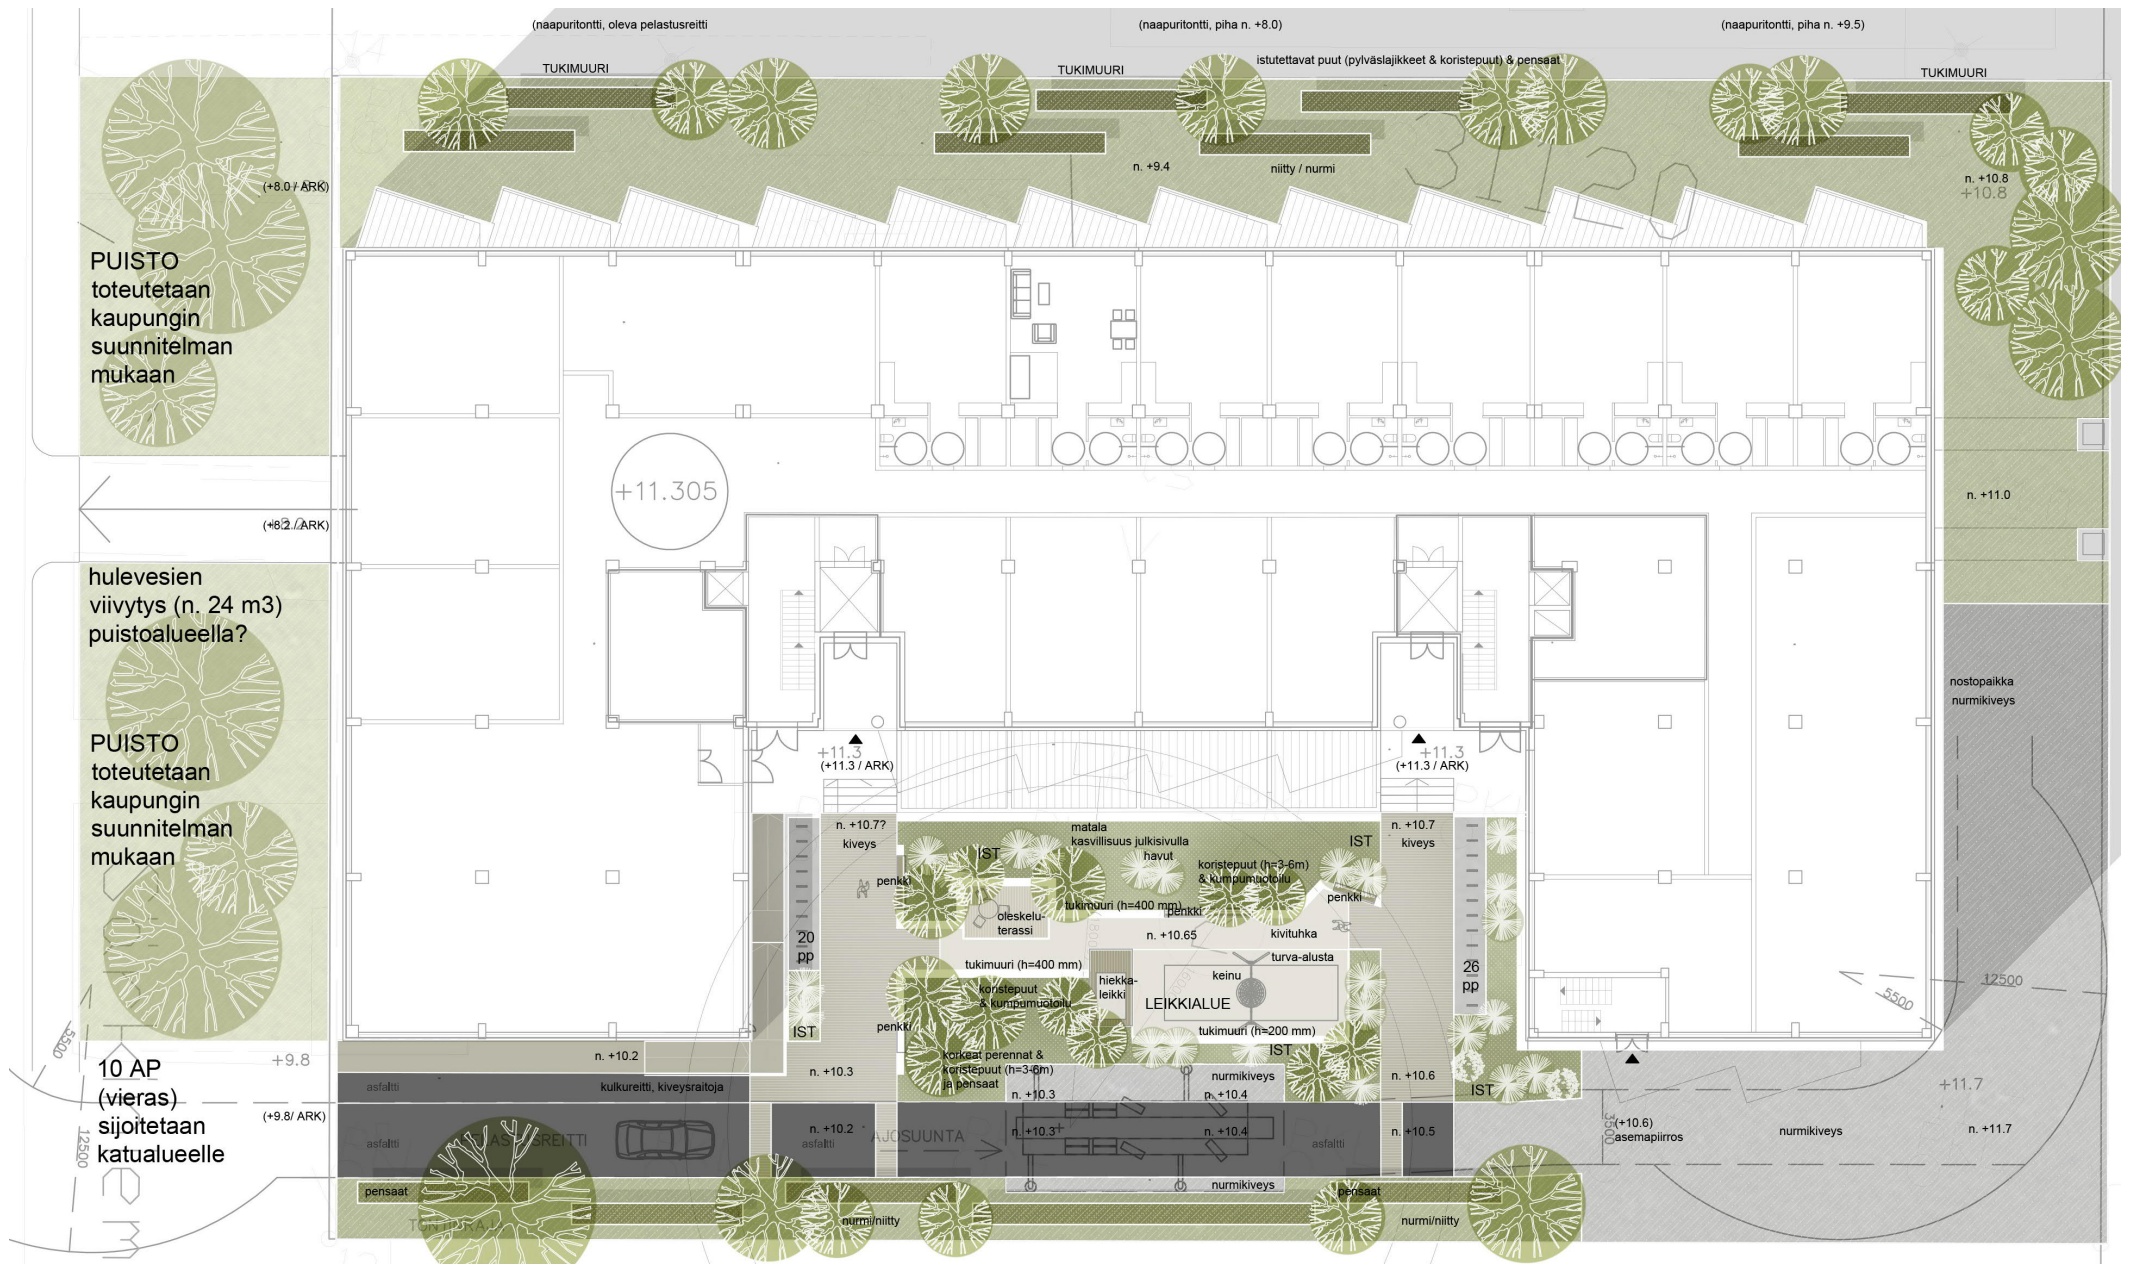 (naapuritontti, oleva pelastusreitti
(naapuritontti, piha n. +8.0)
(naapuritontti, piha n. +9.5)
TUKIMUURI
TUKIMUURI
istutettavat puut (pylväslajikkeet & koristepuut) & pensaat
TUKIMUURI
n. +9.4
niitty / nurmi
n. +10.8
+10.8
(+8.0 / ARK)
PUISTO
toteutetaan
kaupungin
suunnitelman
mukaan
+11.305
n. +11.0
(+8.2 / ARK)
hulevesien
viivytys (n. 24 m3)
puistoalueella?
nostopaikka
nurmikiveys
PUISTO
toteutetaan
kaupungin
suunnitelman
mukaan
+11.3
(+11.3 / ARK)
+11.3
(+11.3 / ARK)
n. +10.7?
kiveys
matala
kasvillisuus julkisivulla
havut
IST
IST
n. +10.7
kiveys
koristepuut (h=3-6m)
& kumpumuotoilu
penkki
penkki
tukimuuri (h=400 mm)
penkki
oleskelu-
terassi
n. +10.65
kivituhka
20
pp
tukimuuri (h=400 mm)
turva-alusta
26
pp
keinu
hiekka-
leikki
LEIKKIALUE
koristepuut
& kumpumuotoilu
5500
12500
penkki
IST
tukimuuri (h=200 mm)
IST
n. +10.2
korkeat perennat &
koristepuut (h=3-6m)
ja pensaat
n. +10.3
nurmikiveys
n. +10.6
IST
+9.8
5500
10 AP
(vieras)
sijoitetaan
katualueelle
12500
asfaltti
kulkureitti, kiveysraitoja
n. +10.3
n. +10.4
+11.7
(+9.8/ ARK)
n. +10.2
asfaltti
asfaltti
AJOSUUNTA
n. +10.3
n. +10.4
asfaltti
n. +10.5
3500
(+10.6)
asemapiirros
nurmikiveys
n. +11.7
pensaat
nurmikiveys
pensaat
TONTINRAJA
nurmi/niitty
nurmi/niitty